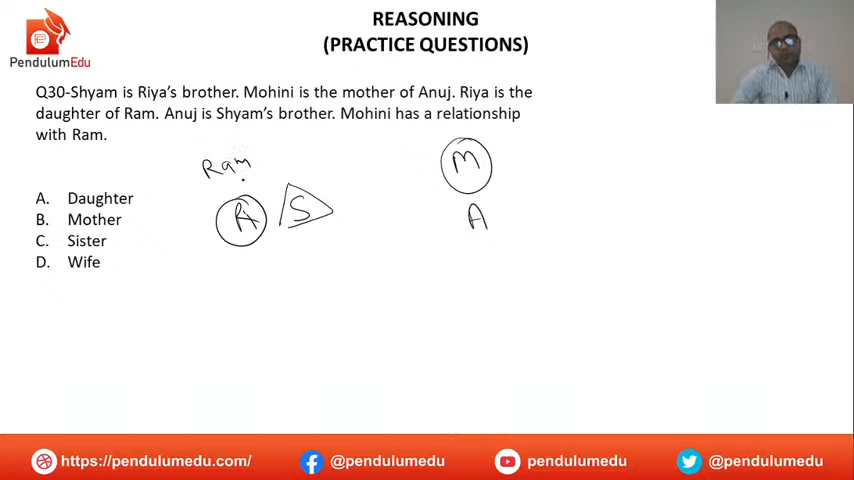 REASONING
(PRACTICE QUESTIONS)
PendulumEdu
Q30-Shyam is Riya's brother. Mohini is the mother of Anuj. Riya is the
daughter of Ram. Anuj is Shyam's brother. Mohini has a relationship
with Ram.
Ram
M
A. Daughter
B. Mother
C. Sister
D. Wife
Ri
S
A
https://pendulumedu.com/
@pendulumedu
pendulumedu
@pendulumedu